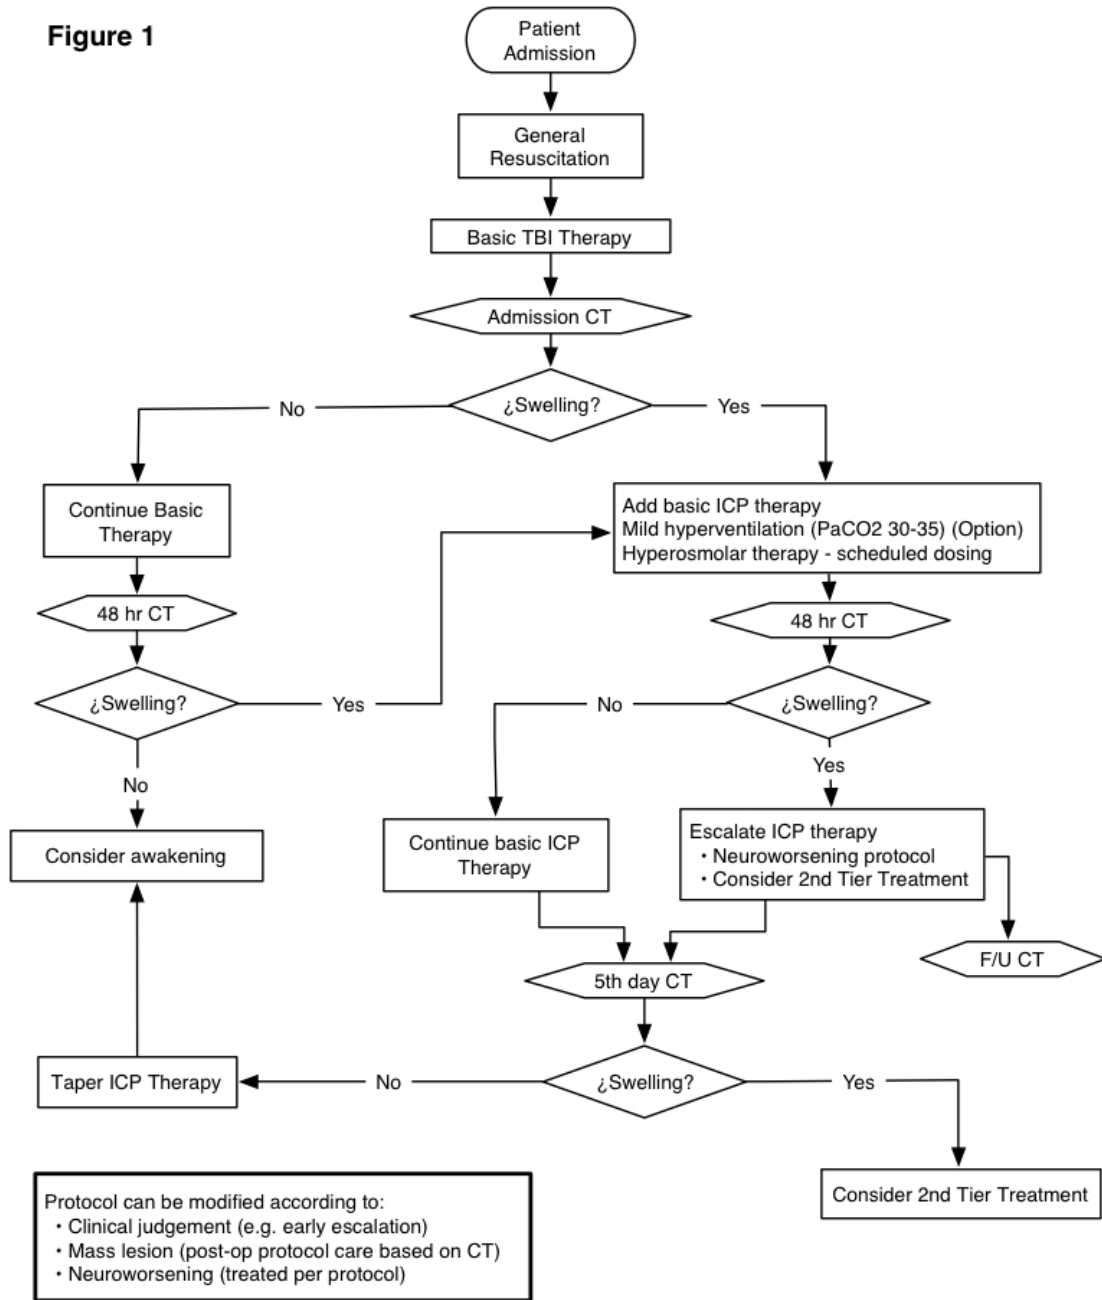 Figure 1
Patient
Admission
General
Resuscitation
Basic TBI Therapy
Admission CT
¿Swelling?
No
Yes
Continue Basic
Therapy
Add basic ICP therapy
Mild hyperventilation (PaCO2 30-35) (Option)
Hyperosmolar therapy - scheduled dosing
48 hr CT
48 hr CT
¿Swelling?
Yes
No
¿Swelling?
No
Yes
Consider awakening
Continue basic ICP
Therapy
Escalate ICP therapy
• Neuroworsening protocol
• Consider 2nd Tier Treatment
F/U CT
5th day CT
Taper ICP Therapy
No
¿Swelling?
Yes
Consider 2nd Tier Treatment
Protocol can be modified according to:
• Clinical judgement (e.g. early escalation)
• Mass lesion (post-op protocol care based on CT)
• Neuroworsening (treated per protocol)